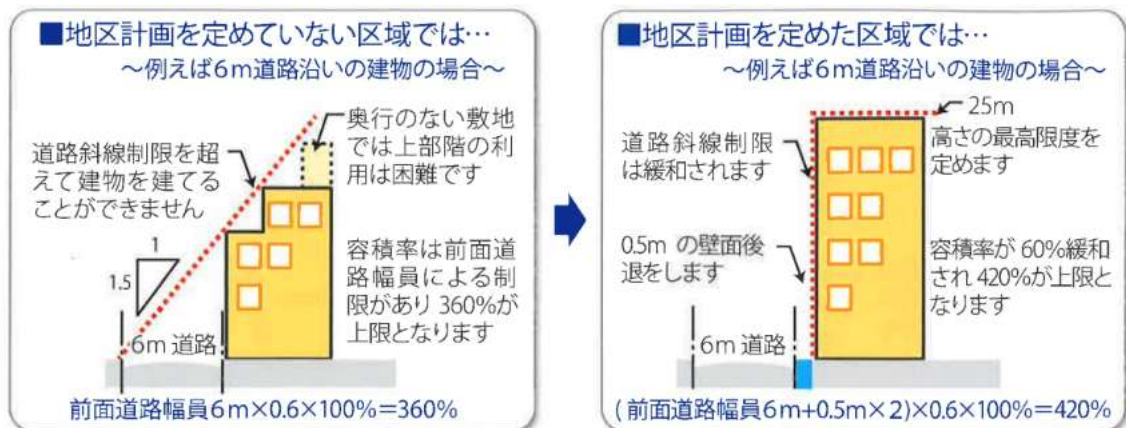 ■地区計画を定めていない区域では…
～例えば6m道路沿いの建物の場合～
奥行のない敷地
では上部階の利
用は困難です
道路斜線制限を超
えて建物を建てる
ことができません
1
1.5
容積率は前面道
路幅員による制
限があり360%が
上限となります
6m 道路
前面道路幅員6m×0.6×100%=360%
■地区計画を定めた区域では…
～例えば6m道路沿いの建物の場合～
25m
高さの最高限度を
定めます
道路斜線制限
は緩和されます
0.5m の壁面後
退をします
容積率が 60%緩和
され 420%が上限と
なります
6m 道路
(前面道路幅員6m+0.5m×2)×0.6×100%=420%